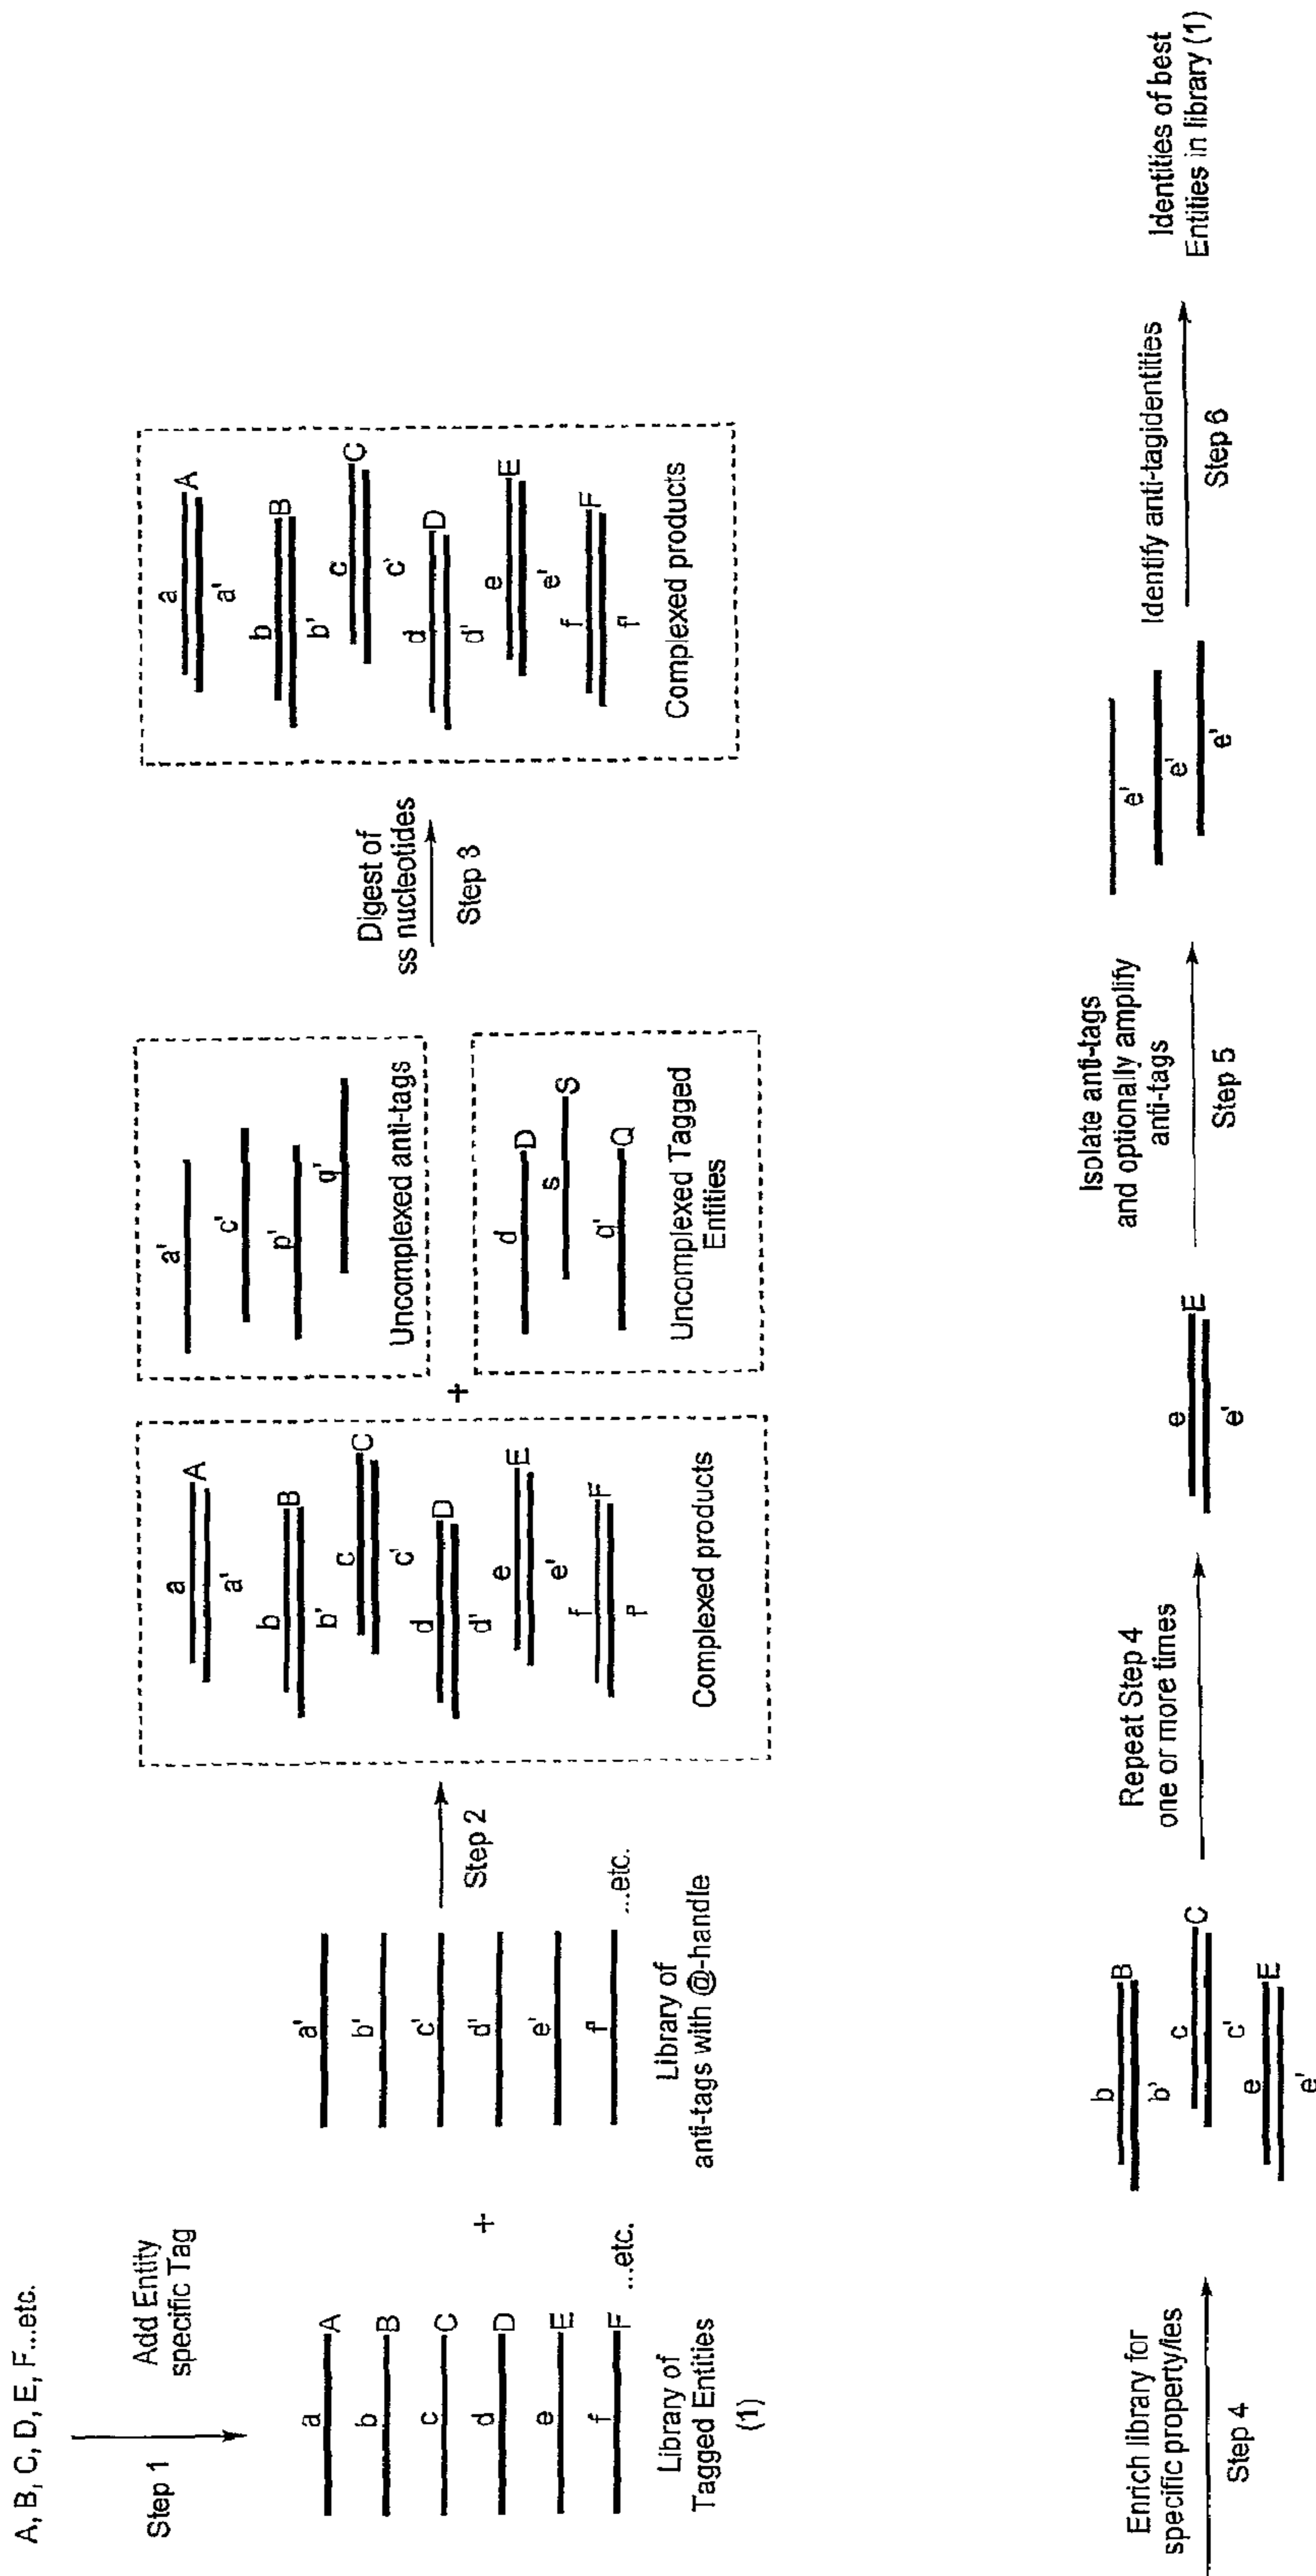 A, B, C, D, E, F...etc.
Step 1
Add Entity
specific Tag
a
A
b
B
c
C
d
D
e
E
f
F
...etc.
Library of
Tagged Entities
(1)
+
a'
b'
c'
d'
e'
f'
...etc.
Library of
anti-tags with @-handle
Step 2
a
A
a'
b
B
b'
c
C
c'
d
D
d'
e
E
e'
f
F
f'
Complexed products
+
a'
c'
p'
q'
Uncomplexed anti-tags
d
D
s
S
q'
Q
Uncomplexed Tagged
Entities
Digest of
ss nucleotides
Step 3
a
A
a'
b
B
b'
c
C
c'
d
D
d'
e
E
e'
f
F
f'
Complexed products
Enrich library for
specific property/ies
Step 4
b
B
b'
c
C
c'
e
E
e'
Repeat Step 4
one or more times
e
E
e'
Isolate anti-tags
and optionally amplify
anti-tags
Step 5
e'
e'
e'
Identify anti-tagidentities
Step 6
Identities of best
Entities in library (1)